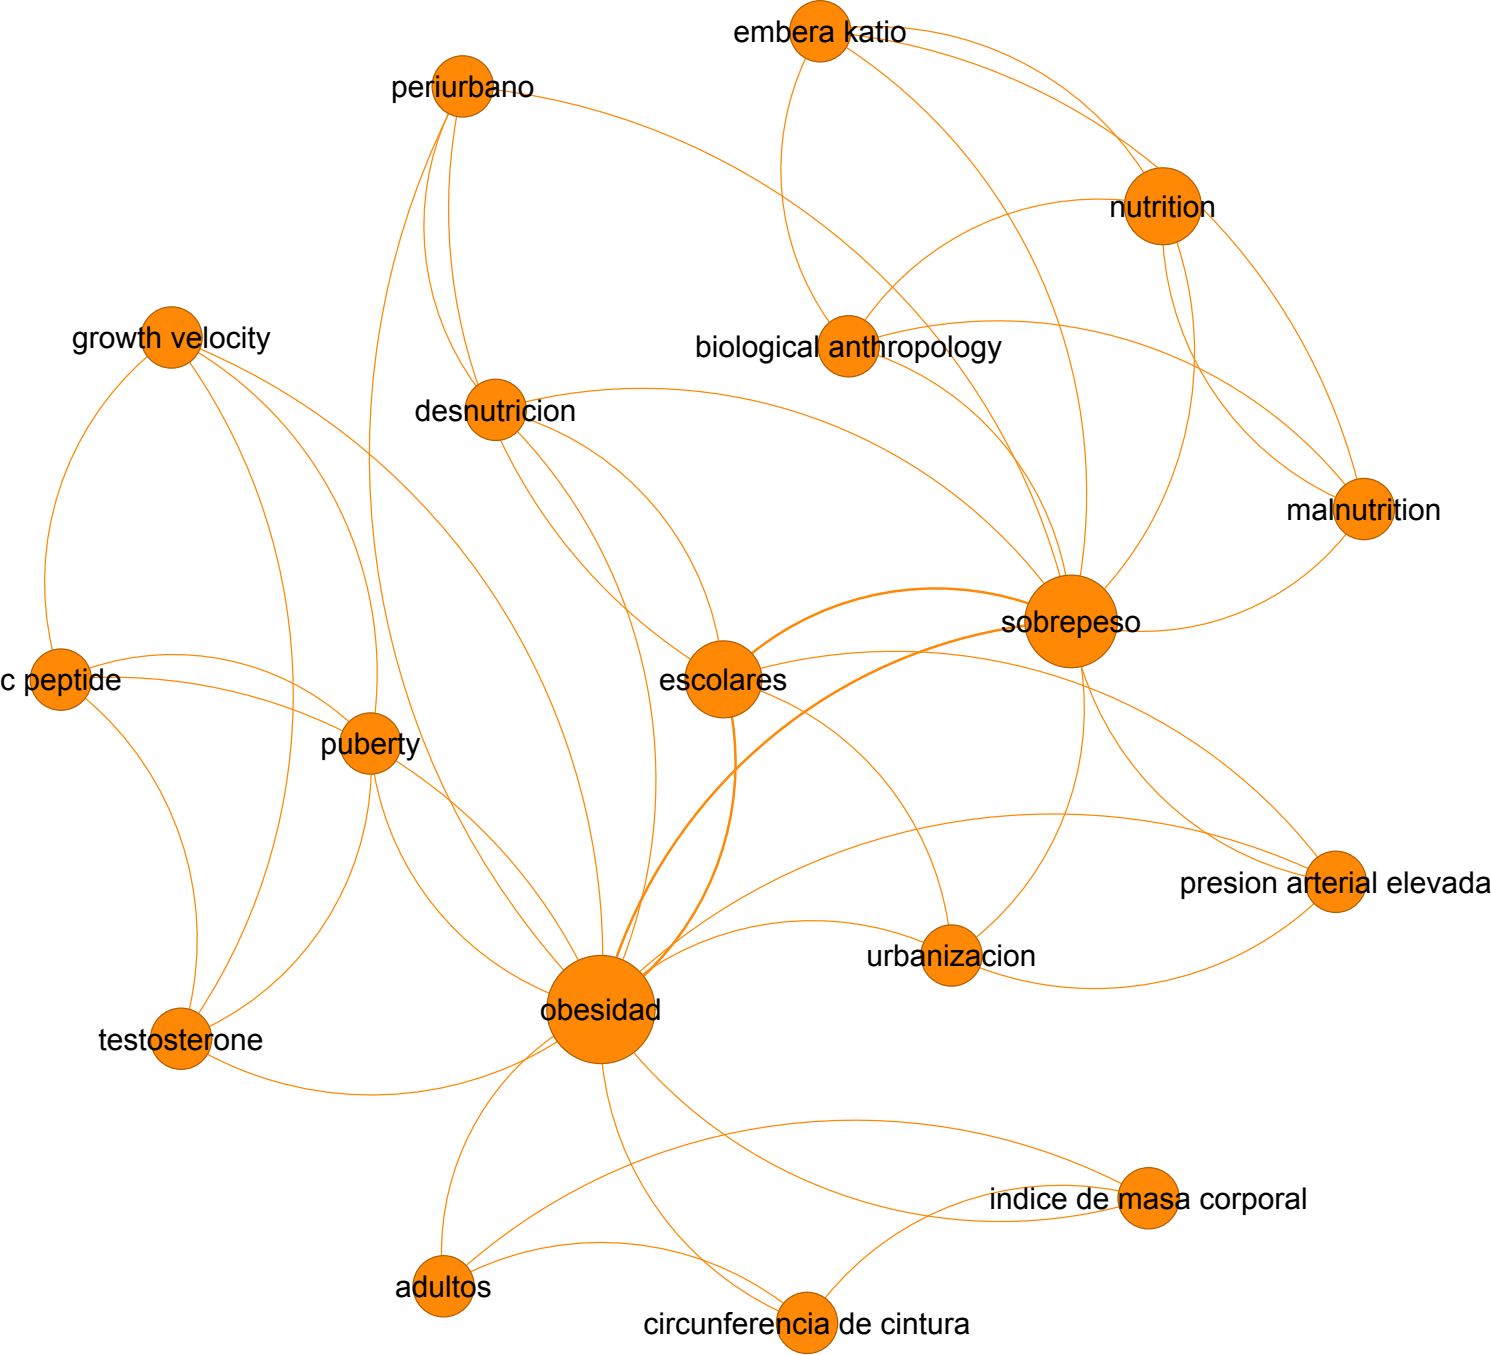 embera katio
periurbano
nutrition
growth velocity
biological anthropology
desnutricion
malnutrition
sobrepeso
c peptide
escolares
puberty
presion arterial elevada
urbanizacion
obesidad
testosterone
indice de masa corporal
adultos
circunferencia de cintura